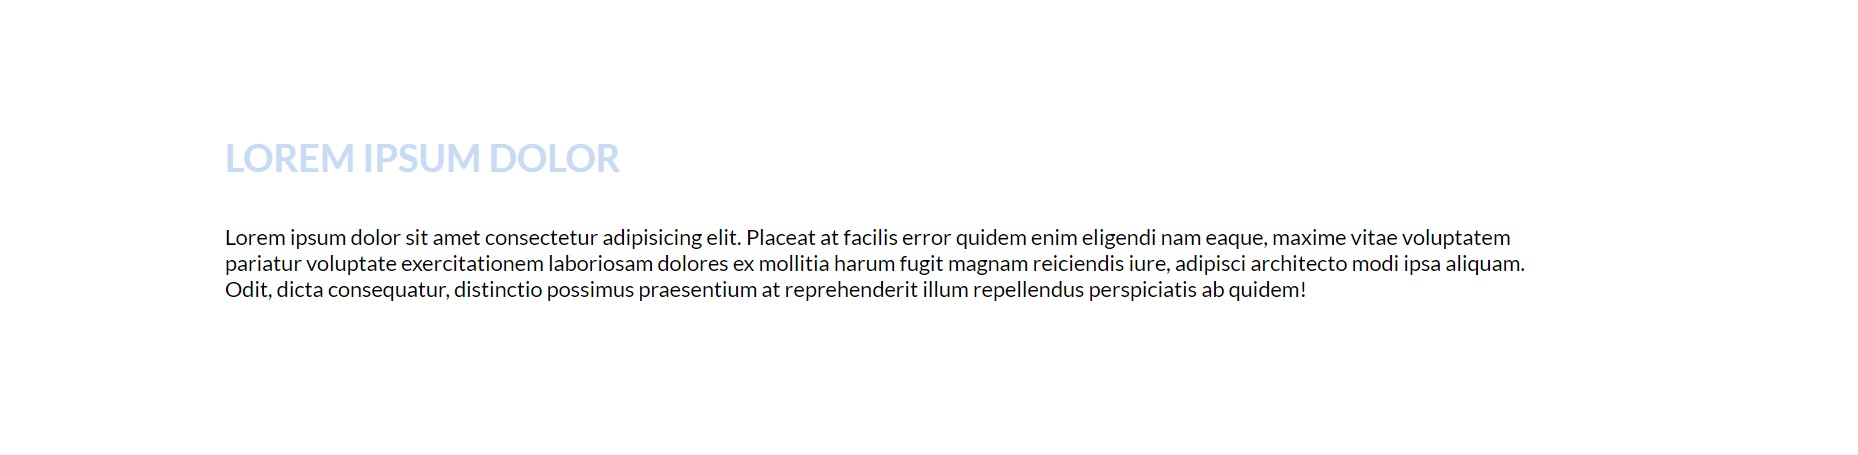 LOREM IPSUM DOLOR
Lorem ipsum dolor sit amet consectetur adipisicing elit. Placeat at facilis error quidem enim eligendi nam eaque, maxime vitae voluptatem
pariatur voluptate exercitationem laboriosam dolores ex mollitia harum fugit magnam reiciendis iure, adipisci architecto modi ipsa aliquam.
Odit, dicta consequatur, distinctio possimus praesentium at reprehenderit illum repellendus perspiciatis ab quidem!